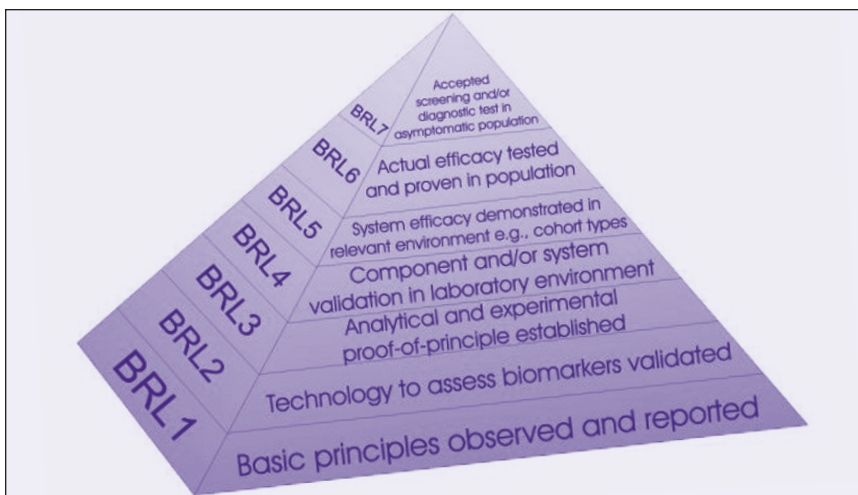 BRL7
Accepted
screening and/or
diagnostic test in
asymptomatic population
BRL6
Actual efficacy tested
and proven in population
BRL5
System efficacy demonstrated in
relevant environment e.g., cohort types
BRL4
Component and/or system
validation in laboratory environment
BRL3
Analytical and experimental
proof-of-principle established
BRL2
Technology to assess biomarkers validated
BRL1
Basic principles observed and reported